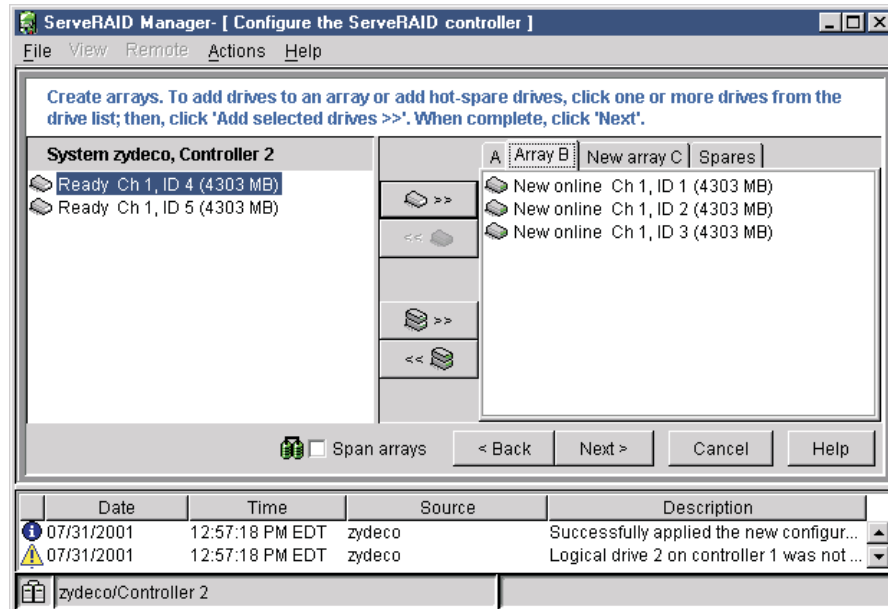 ServeRAID Manager- [ Configure the ServeRAID controller ]
File View Remote Actions Help
Create arrays. To add drives to an array or add hot-spare drives, click one or more drives from the
drive list; then, click 'Add selected drives >>'. When complete, click 'Next'.
System zydeco, Controller 2
Ready Ch 1, ID 4 (4303 MB)
Ready Ch 1, ID 5 (4303 MB)
>>
<<
>>
<<
A Array B New array C Spares
New online Ch 1, ID 1 (4303 MB)
New online Ch 1, ID 2 (4303 MB)
New online Ch 1, ID 3 (4303 MB)
Span arrays < Back Next > Cancel Help
Date Time Source Description
07/31/2001 12:57:18 PM EDT zydeco Successfully applied the new configur...
07/31/2001 12:57:18 PM EDT zydeco Logical drive 2 on controller 1 was not ...
zydeco/Controller 2